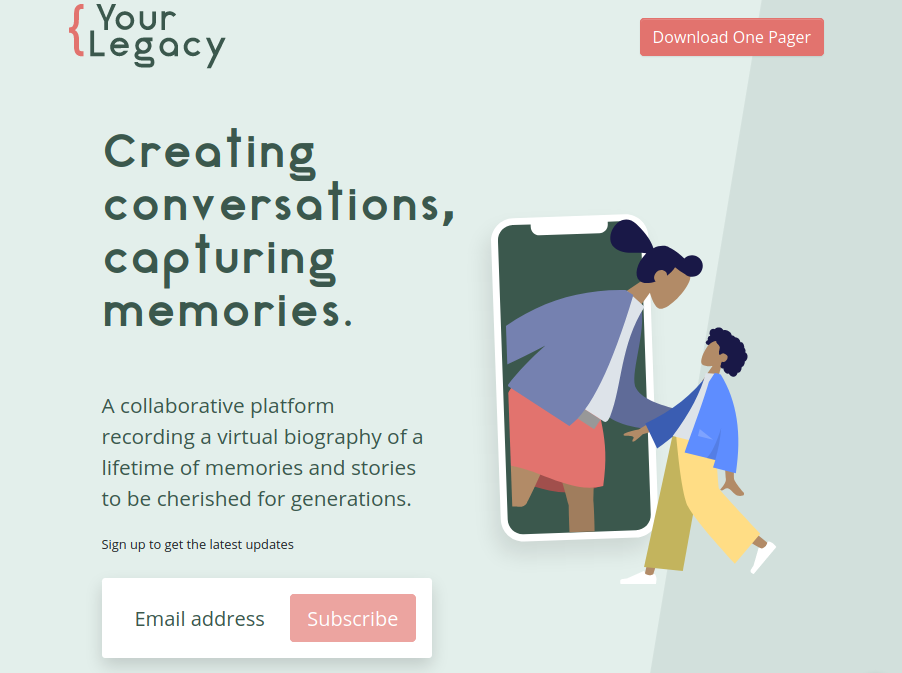 Your
Legacy
Download One Pager
Creating
conversations,
capturing
memories.
A collaborative platform
recording a virtual biography of a
lifetime of memories and stories
to be cherished for generations.
Sign up to get the latest updates
Email address
Subscribe